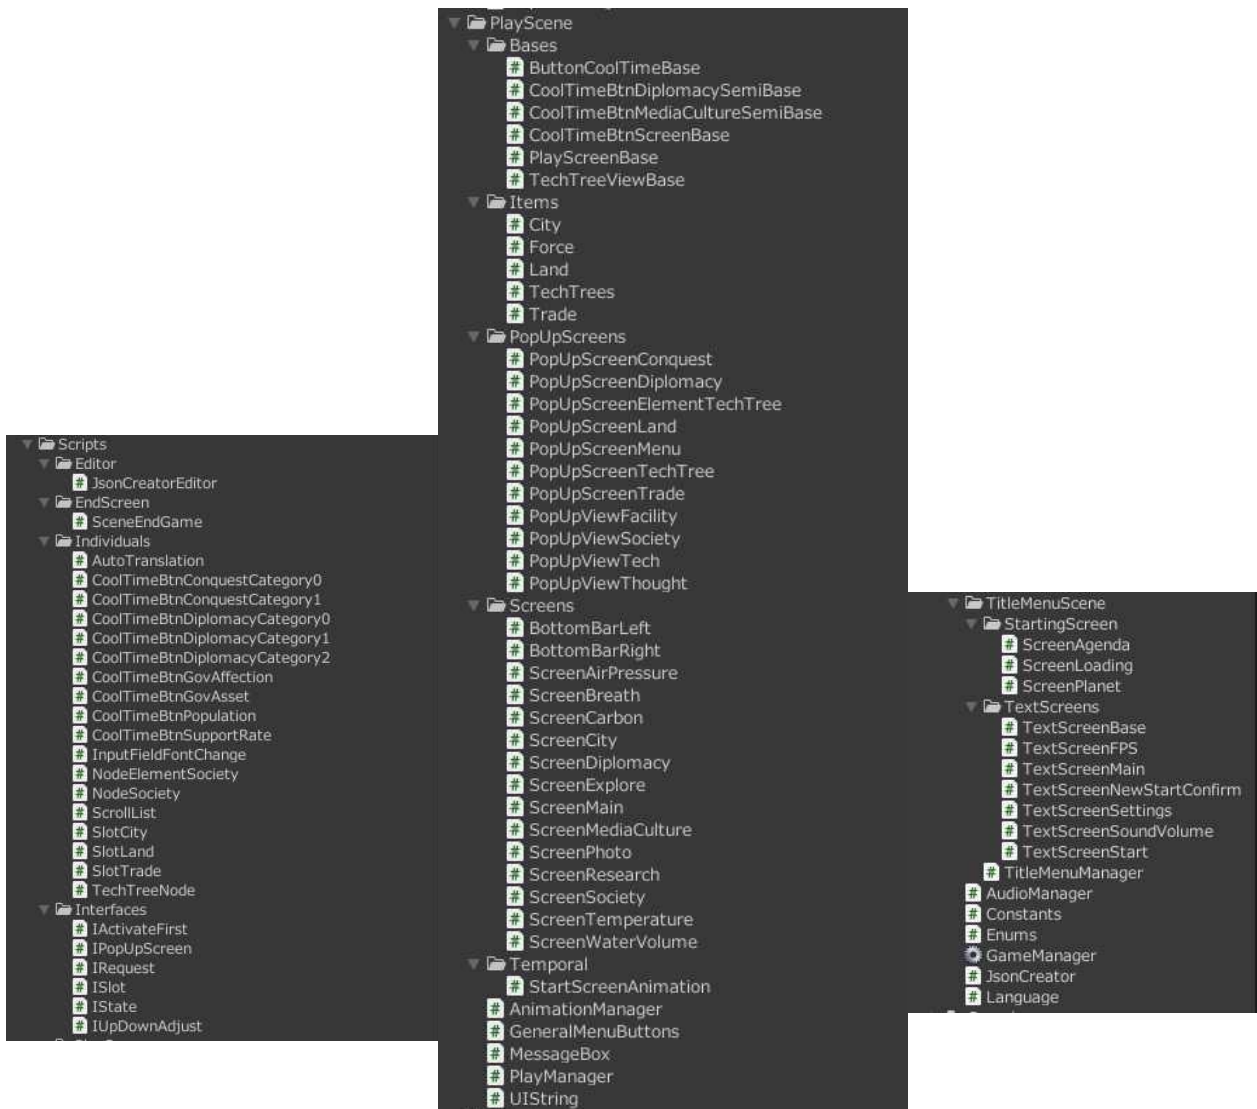 Scripts
Editor
JsonCreatorEditor
EndScreen
SceneEndGame
Individuals
AutoTranslation
CoolTimeBtnConquestCategory0
CoolTimeBtnConquestCategory1
CoolTimeBtnDiplomacyCategory0
CoolTimeBtnDiplomacyCategory1
CoolTimeBtnDiplomacyCategory2
CoolTimeBtnGovAffection
CoolTimeBtnGovAsset
CoolTimeBtnPopulation
CoolTimeBtnSupportRate
InputFieldFontChange
NodeElementSociety
NodeSociety
ScrollList
SlotCity
SlotLand
SlotTrade
TechTreeNode
Interfaces
IActivateFirst
IPopUpScreen
IRequest
ISlot
IState
IUpDownAdjust
PlayScene
Bases
ButtonCoolTimeBase
CoolTimeBtnDiplomacySemiBase
CoolTimeBtnMediaCultureSemiBase
CoolTimeBtnScreenBase
PlayScreenBase
TechTreeViewBase
Items
City
Force
Land
TechTrees
Trade
PopUpScreens
PopUpScreenConquest
PopUpScreenDiplomacy
PopUpScreenElementTechTree
PopUpScreenLand
PopUpScreenMenu
PopUpScreenTechTree
PopUpScreenTrade
PopUpViewFacility
PopUpViewSociety
PopUpViewTech
PopUpViewThought
Screens
BottomBarLeft
BottomBarRight
ScreenAirPressure
ScreenBreath
ScreenCarbon
ScreenCity
ScreenDiplomacy
ScreenExplore
ScreenMain
ScreenMediaCulture
ScreenPhoto
ScreenResearch
ScreenSociety
ScreenTemperature
ScreenWaterVolume
Temporal
StartScreenAnimation
AnimationManager
GeneralMenuButtons
MessageBox
PlayManager
UIString
TitleMenuScene
StartingScreen
ScreenAgenda
ScreenLoading
ScreenPlanet
TextScreens
TextScreenBase
TextScreenFPS
TextScreenMain
TextScreenNewStartConfirm
TextScreenSettings
TextScreenSoundVolume
TextScreenStart
TitleMenuManager
AudioManager
Constants
Enums
GameManager
JsonCreator
Language